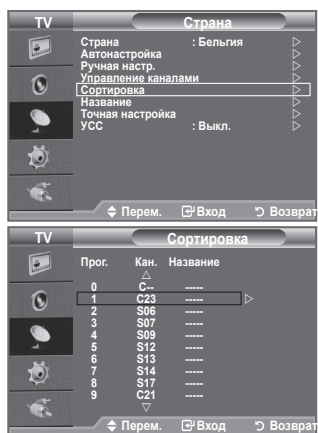 TV Страна
Страна : Бельгия
Автонастройка
Ручная настр.
Управление каналами
Сортировка
Название
Точная настройка
УСС : Выкл.
Перем. Вход Возврат
TV Сортировка
Прог. Кан. Название
0 C-- -----
1 C23 -----
2 S06 -----
3 S07 -----
4 S09 -----
5 S12 -----
6 S13 -----
7 S14 -----
8 S17 -----
9 C21 -----
Перем. Вход Возврат